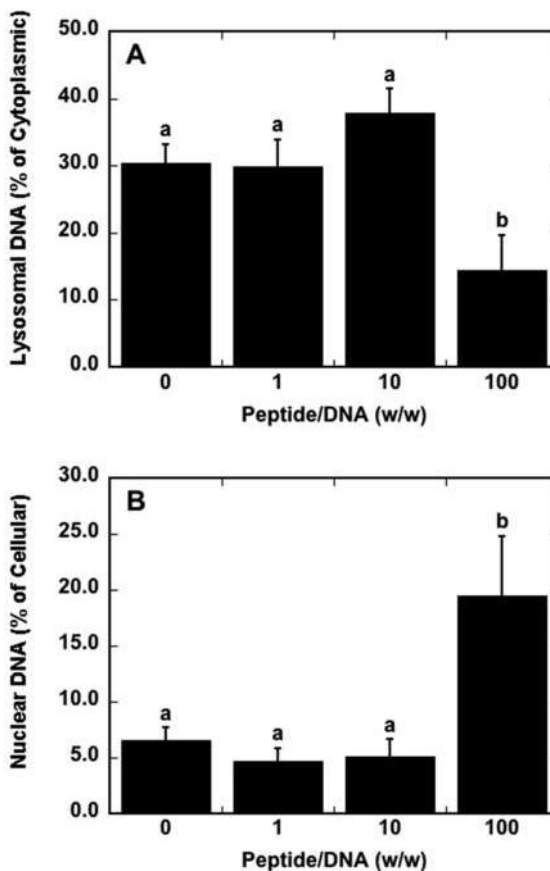 A
50.0
40.0
30.0
20.0
10.0
0.0
Lysosomal DNA (% of Cytoplasmic)
a
a
a
b
0 1 10 100
Peptide/DNA (w/w)
B
30.0
25.0
20.0
15.0
10.0
5.0
0.0
Nuclear DNA (% of Cellular)
a
a
a
b
0 1 10 100
Peptide/DNA (w/w)